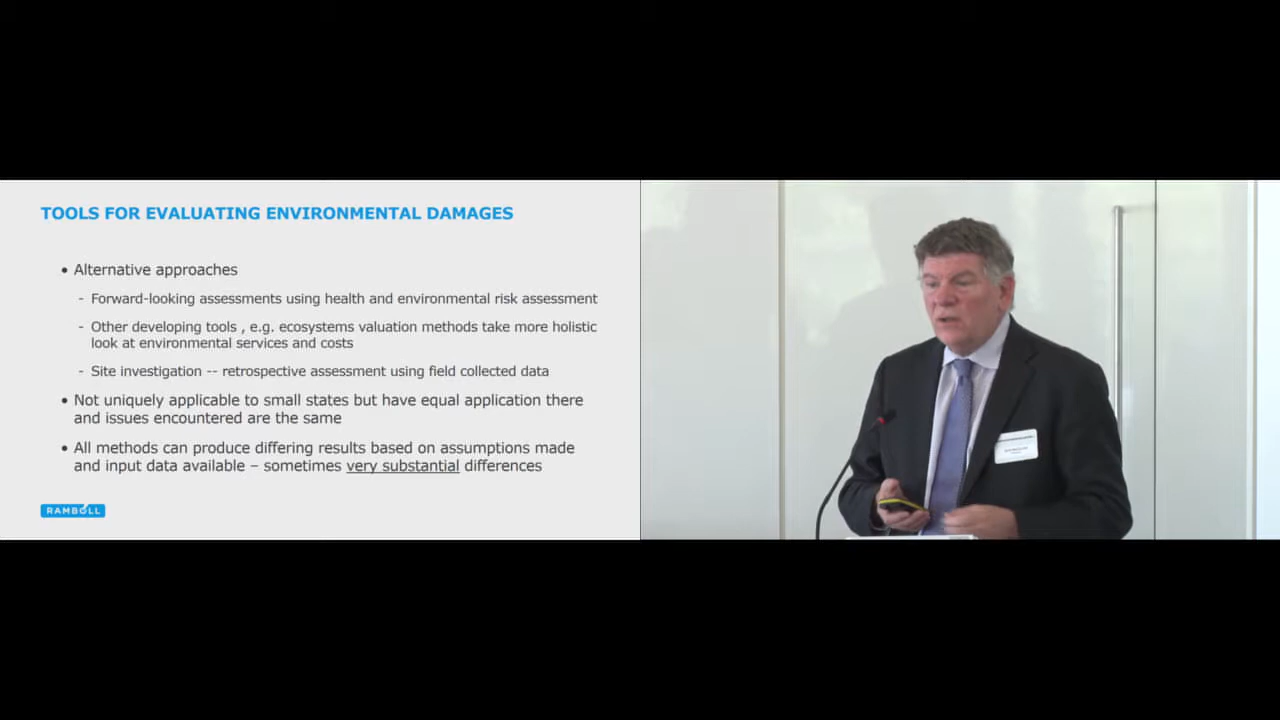 TOOLS FOR EVALUATING ENVIRONMENTAL DAMAGES
• Alternative approaches
- Forward-looking assessments using health and environmental risk assessment
- Other developing tools , e.g. ecosystems valuation methods take more holistic
look at environmental services and costs
- Site investigation -- retrospective assessment using field collected data
• Not uniquely applicable to small states but have equal application there
and issues encountered are the same
• All methods can produce differing results based on assumptions made
and input data available – sometimes very substantial differences
RAMBOLL